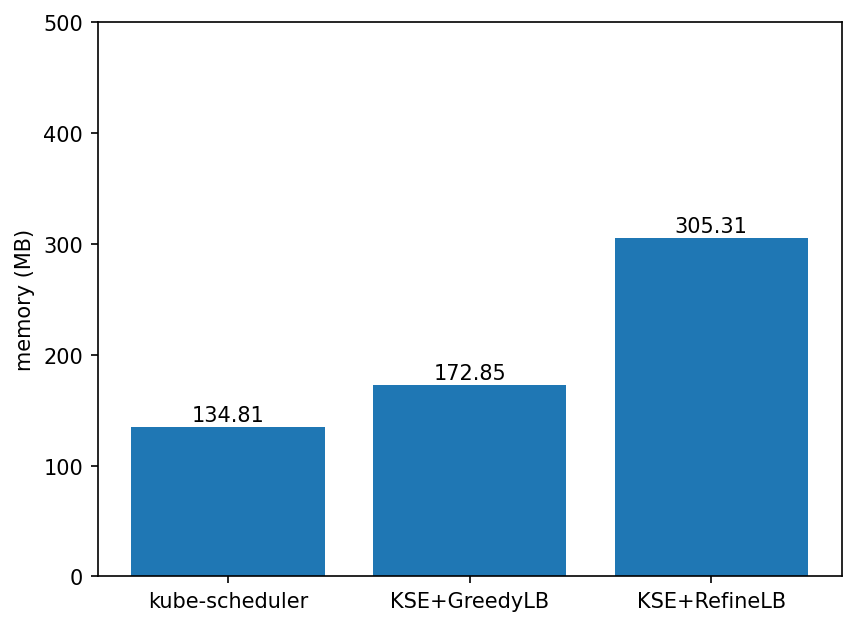 500
400
300
200
100
0
memory (MB)
134.81
172.85
305.31
kube-scheduler
KSE+GreedyLB
KSE+RefineLB